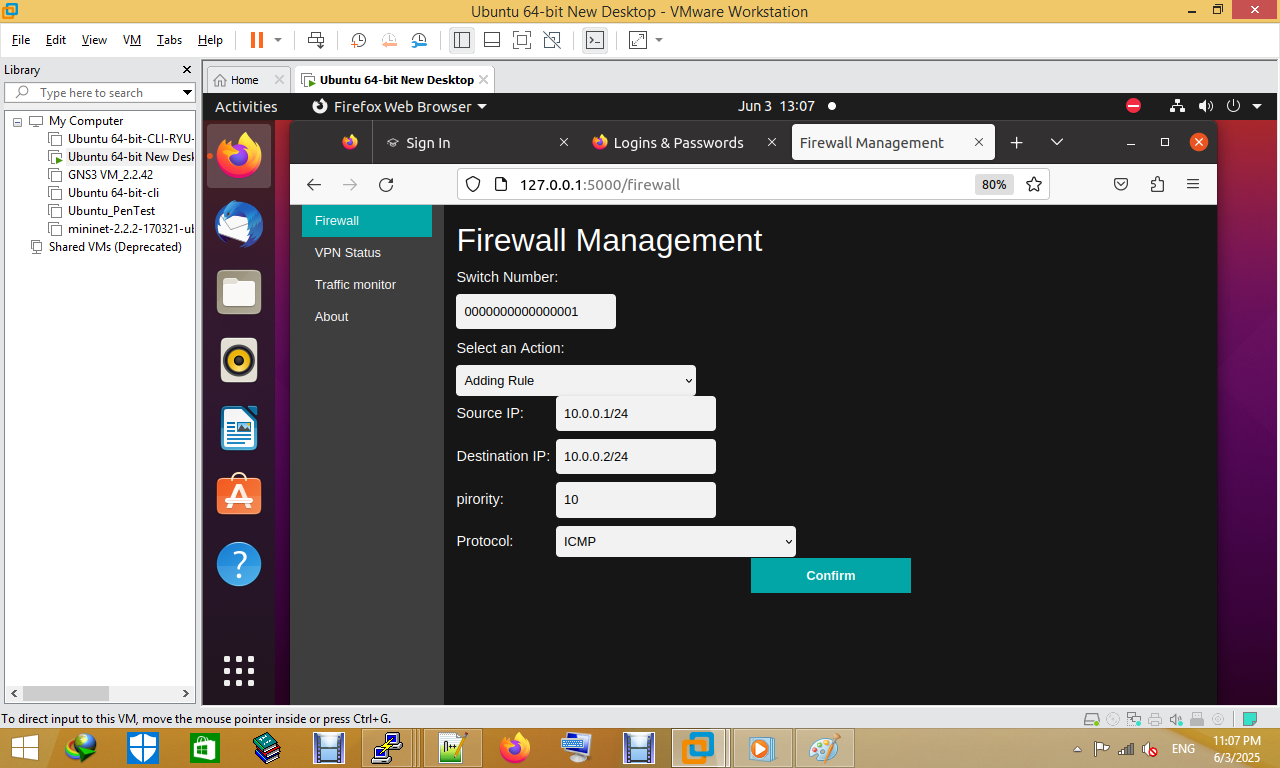 Ubuntu 64-bit New Desktop - VMware Workstation
File Edit View VM Tabs Help
Library
Type here to search
My Computer
Ubuntu 64-bit-CLI-RYU-
Ubuntu 64-bit New Desk
GNS3 VM_2.2.42
Ubuntu 64-bit-cli
Ubuntu_PenTest
mininet-2.2.2-170321-ub
Shared VMs (Deprecated)
Home
Ubuntu 64-bit New Desktop
Activities
Firefox Web Browser
Jun 3 13:07
Sign In
Logins & Passwords
Firewall Management
127.0.0.1:5000/firewall
80%
Firewall
VPN Status
Traffic monitor
About
Firewall Management
Switch Number:
0000000000000001
Select an Action:
Adding Rule
Source IP: 10.0.0.1/24
Destination IP: 10.0.0.2/24
pirority: 10
Protocol: ICMP
Confirm
To direct input to this VM, move the mouse pointer inside or press Ctrl+G.
ENG
11:07 PM
6/3/2025